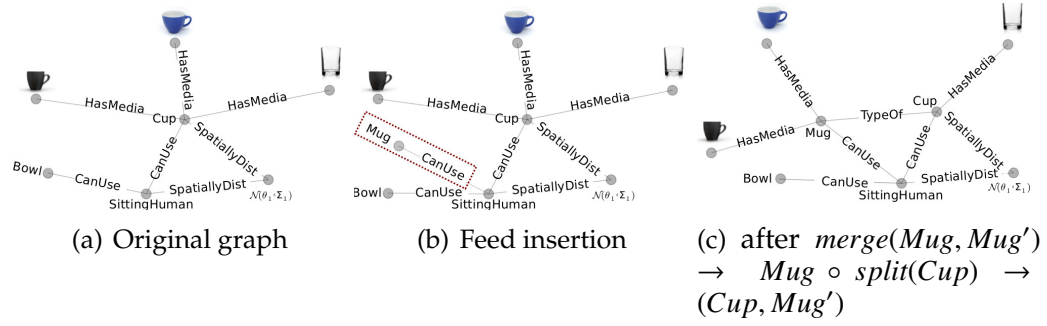 HasMedia
HasMedia
HasMedia
Cup
CanUse
SpatiallyDist
Bowl
CanUse
SpatiallyDist
SittingHuman
𝒩(θ₁,Σ₁)
(a) Original graph
HasMedia
HasMedia
HasMedia
Cup
Mug
CanUse
CanUse
SpatiallyDist
Bowl
CanUse
SpatiallyDist
SittingHuman
𝒩(θ₁,Σ₁)
(b) Feed insertion
HasMedia
HasMedia
Cup
TypeOf
Mug
HasMedia
CanUse
CanUse
SpatiallyDist
Bowl
CanUse
SpatiallyDist
SittingHuman
𝒩(θ₁,Σ₁)
(c) after merge(Mug, Mug′)
→ Mug ∘ split(Cup) →
(Cup, Mug′)